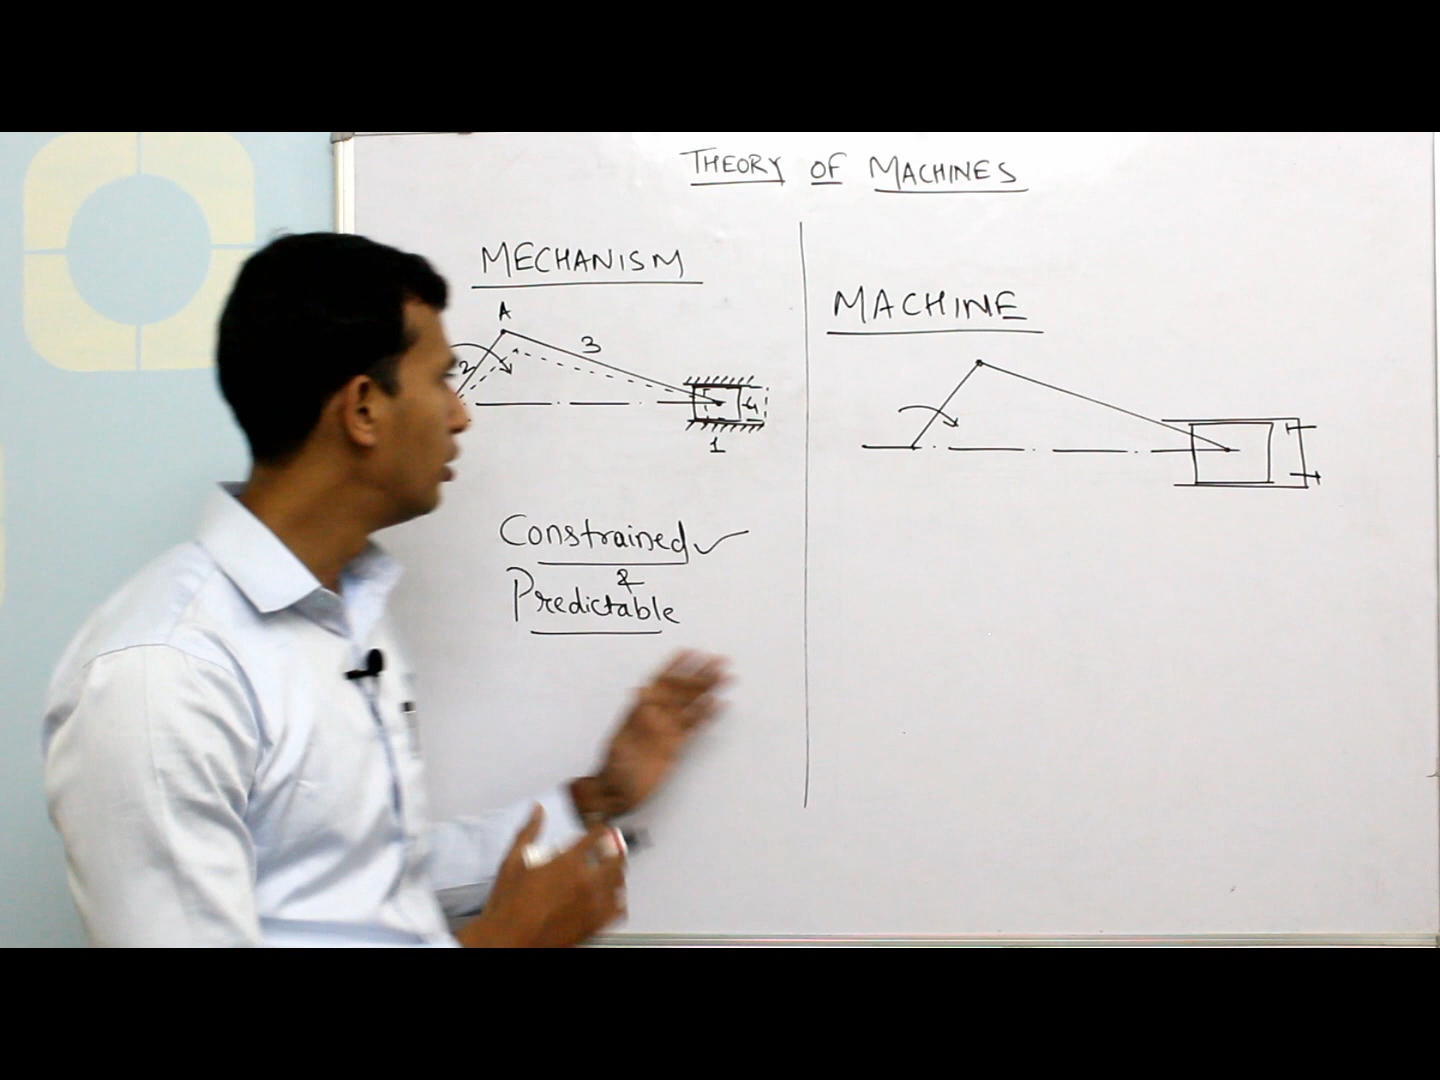 THEORY OF MACHINES
MECHANISM
A
3
2
4
1
Constrained ✓
&
Predictable
MACHINE